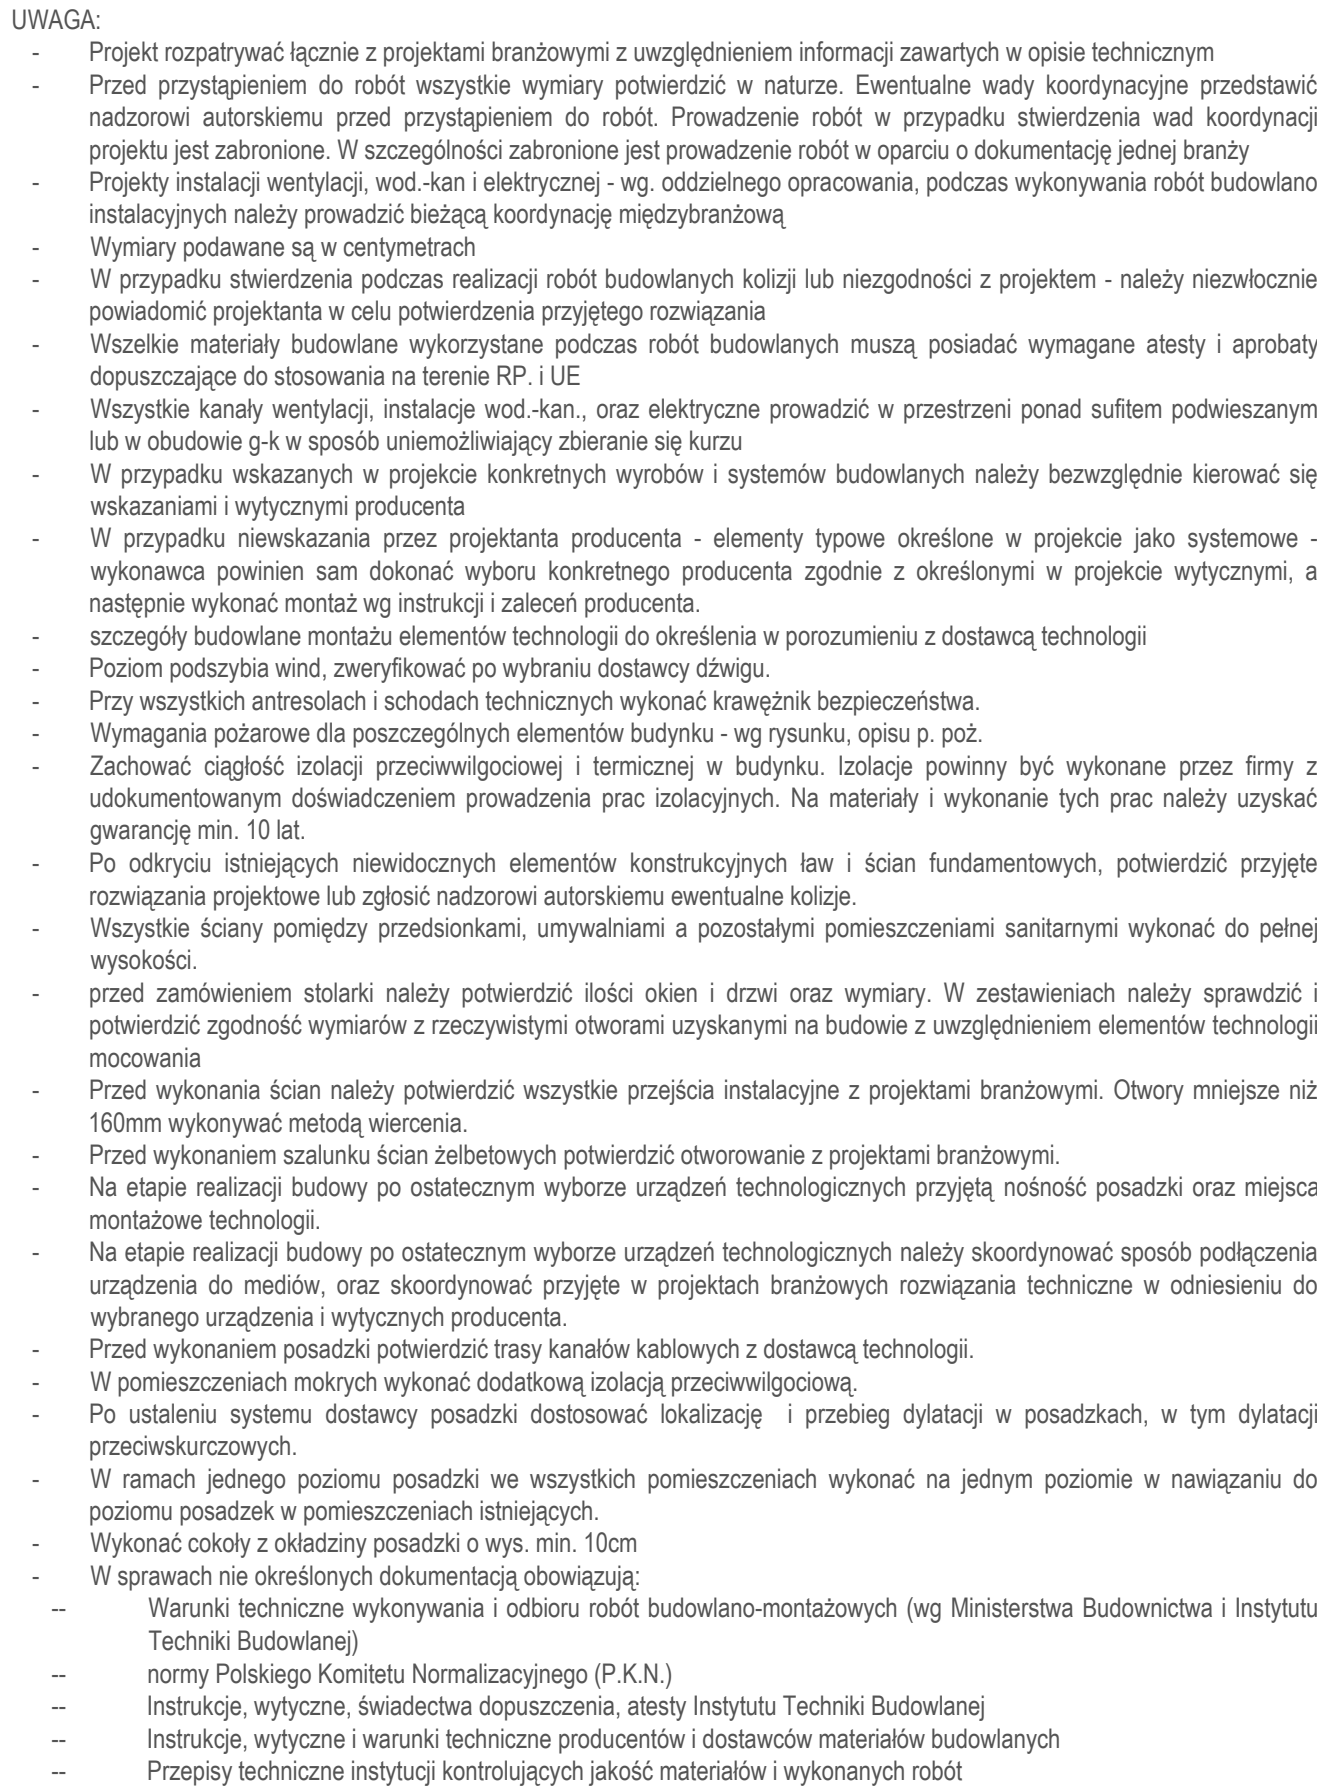 UWAGA:
- Projekt rozpatrywać łącznie z projektami branżowymi z uwzględnieniem informacji zawartych w opisie technicznym
- Przed przystąpieniem do robót wszystkie wymiary potwierdzić w naturze. Ewentualne wady koordynacyjne przedstawić
nadzorowi autorskiemu przed przystąpieniem do robót. Prowadzenie robót w przypadku stwierdzenia wad koordynacji
projektu jest zabronione. W szczególności zabronione jest prowadzenie robót w oparciu o dokumentację jednej branży
- Projekty instalacji wentylacji, wod.-kan i elektrycznej - wg. oddzielnego opracowania, podczas wykonywania robót budowlano
instalacyjnych należy prowadzić bieżącą koordynację międzybranżową
- Wymiary podawane są w centymetrach
- W przypadku stwierdzenia podczas realizacji robót budowlanych kolizji lub niezgodności z projektem - należy niezwłocznie
powiadomić projektanta w celu potwierdzenia przyjętego rozwiązania
- Wszelkie materiały budowlane wykorzystane podczas robót budowlanych muszą posiadać wymagane atesty i aprobaty
dopuszczające do stosowania na terenie RP. i UE
- Wszystkie kanały wentylacji, instalacje wod.-kan., oraz elektryczne prowadzić w przestrzeni ponad sufitem podwieszanym
lub w obudowie g-k w sposób uniemożliwiający zbieranie się kurzu
- W przypadku wskazanych w projekcie konkretnych wyrobów i systemów budowlanych należy bezwzględnie kierować się
wskazaniami i wytycznymi producenta
- W przypadku niewskazania przez projektanta producenta - elementy typowe określone w projekcie jako systemowe -
wykonawca powinien sam dokonać wyboru konkretnego producenta zgodnie z określonymi w projekcie wytycznymi, a
następnie wykonać montaż wg instrukcji i zaleceń producenta.
- szczegóły budowlane montażu elementów technologii do określenia w porozumieniu z dostawcą technologii
- Poziom podszybia wind, zweryfikować po wybraniu dostawcy dźwigu.
- Przy wszystkich antresolach i schodach technicznych wykonać krawężnik bezpieczeństwa.
- Wymagania pożarowe dla poszczególnych elementów budynku - wg rysunku, opisu p. poż.
- Zachować ciągłość izolacji przeciwwilgociowej i termicznej w budynku. Izolacje powinny być wykonane przez firmy z
udokumentowanym doświadczeniem prowadzenia prac izolacyjnych. Na materiały i wykonanie tych prac należy uzyskać
gwarancję min. 10 lat.
- Po odkryciu istniejących niewidocznych elementów konstrukcyjnych ław i ścian fundamentowych, potwierdzić przyjęte
rozwiązania projektowe lub zgłosić nadzorowi autorskiemu ewentualne kolizje.
- Wszystkie ściany pomiędzy przedsionkami, umywalniami a pozostałymi pomieszczeniami sanitarnymi wykonać do pełnej
wysokości.
- przed zamówieniem stolarki należy potwierdzić ilości okien i drzwi oraz wymiary. W zestawieniach należy sprawdzić i
potwierdzić zgodność wymiarów z rzeczywistymi otworami uzyskanymi na budowie z uwzględnieniem elementów technologii
mocowania
- Przed wykonania ścian należy potwierdzić wszystkie przejścia instalacyjne z projektami branżowymi. Otwory mniejsze niż
160mm wykonywać metodą wiercenia.
- Przed wykonaniem szalunku ścian żelbetowych potwierdzić otworowanie z projektami branżowymi.
- Na etapie realizacji budowy po ostatecznym wyborze urządzeń technologicznych przyjętą nośność posadzki oraz miejsca
montażowe technologii.
- Na etapie realizacji budowy po ostatecznym wyborze urządzeń technologicznych należy skoordynować sposób podłączenia
urządzenia do mediów, oraz skoordynować przyjęte w projektach branżowych rozwiązania techniczne w odniesieniu do
wybranego urządzenia i wytycznych producenta.
- Przed wykonaniem posadzki potwierdzić trasy kanałów kablowych z dostawcą technologii.
- W pomieszczeniach mokrych wykonać dodatkową izolacją przeciwwilgociową.
- Po ustaleniu systemu dostawcy posadzki dostosować lokalizację i przebieg dylatacji w posadzkach, w tym dylatacji
przeciwskurczowych.
- W ramach jednego poziomu posadzki we wszystkich pomieszczeniach wykonać na jednym poziomie w nawiązaniu do
poziomu posadzek w pomieszczeniach istniejących.
- Wykonać cokoły z okładziny posadzki o wys. min. 10cm
- W sprawach nie określonych dokumentacją obowiązują:
-- Warunki techniczne wykonywania i odbioru robót budowlano-montażowych (wg Ministerstwa Budownictwa i Instytutu
Techniki Budowlanej)
-- normy Polskiego Komitetu Normalizacyjnego (P.K.N.)
-- Instrukcje, wytyczne, świadectwa dopuszczenia, atesty Instytutu Techniki Budowlanej
-- Instrukcje, wytyczne i warunki techniczne producentów i dostawców materiałów budowlanych
-- Przepisy techniczne instytucji kontrolujących jakość materiałów i wykonanych robót